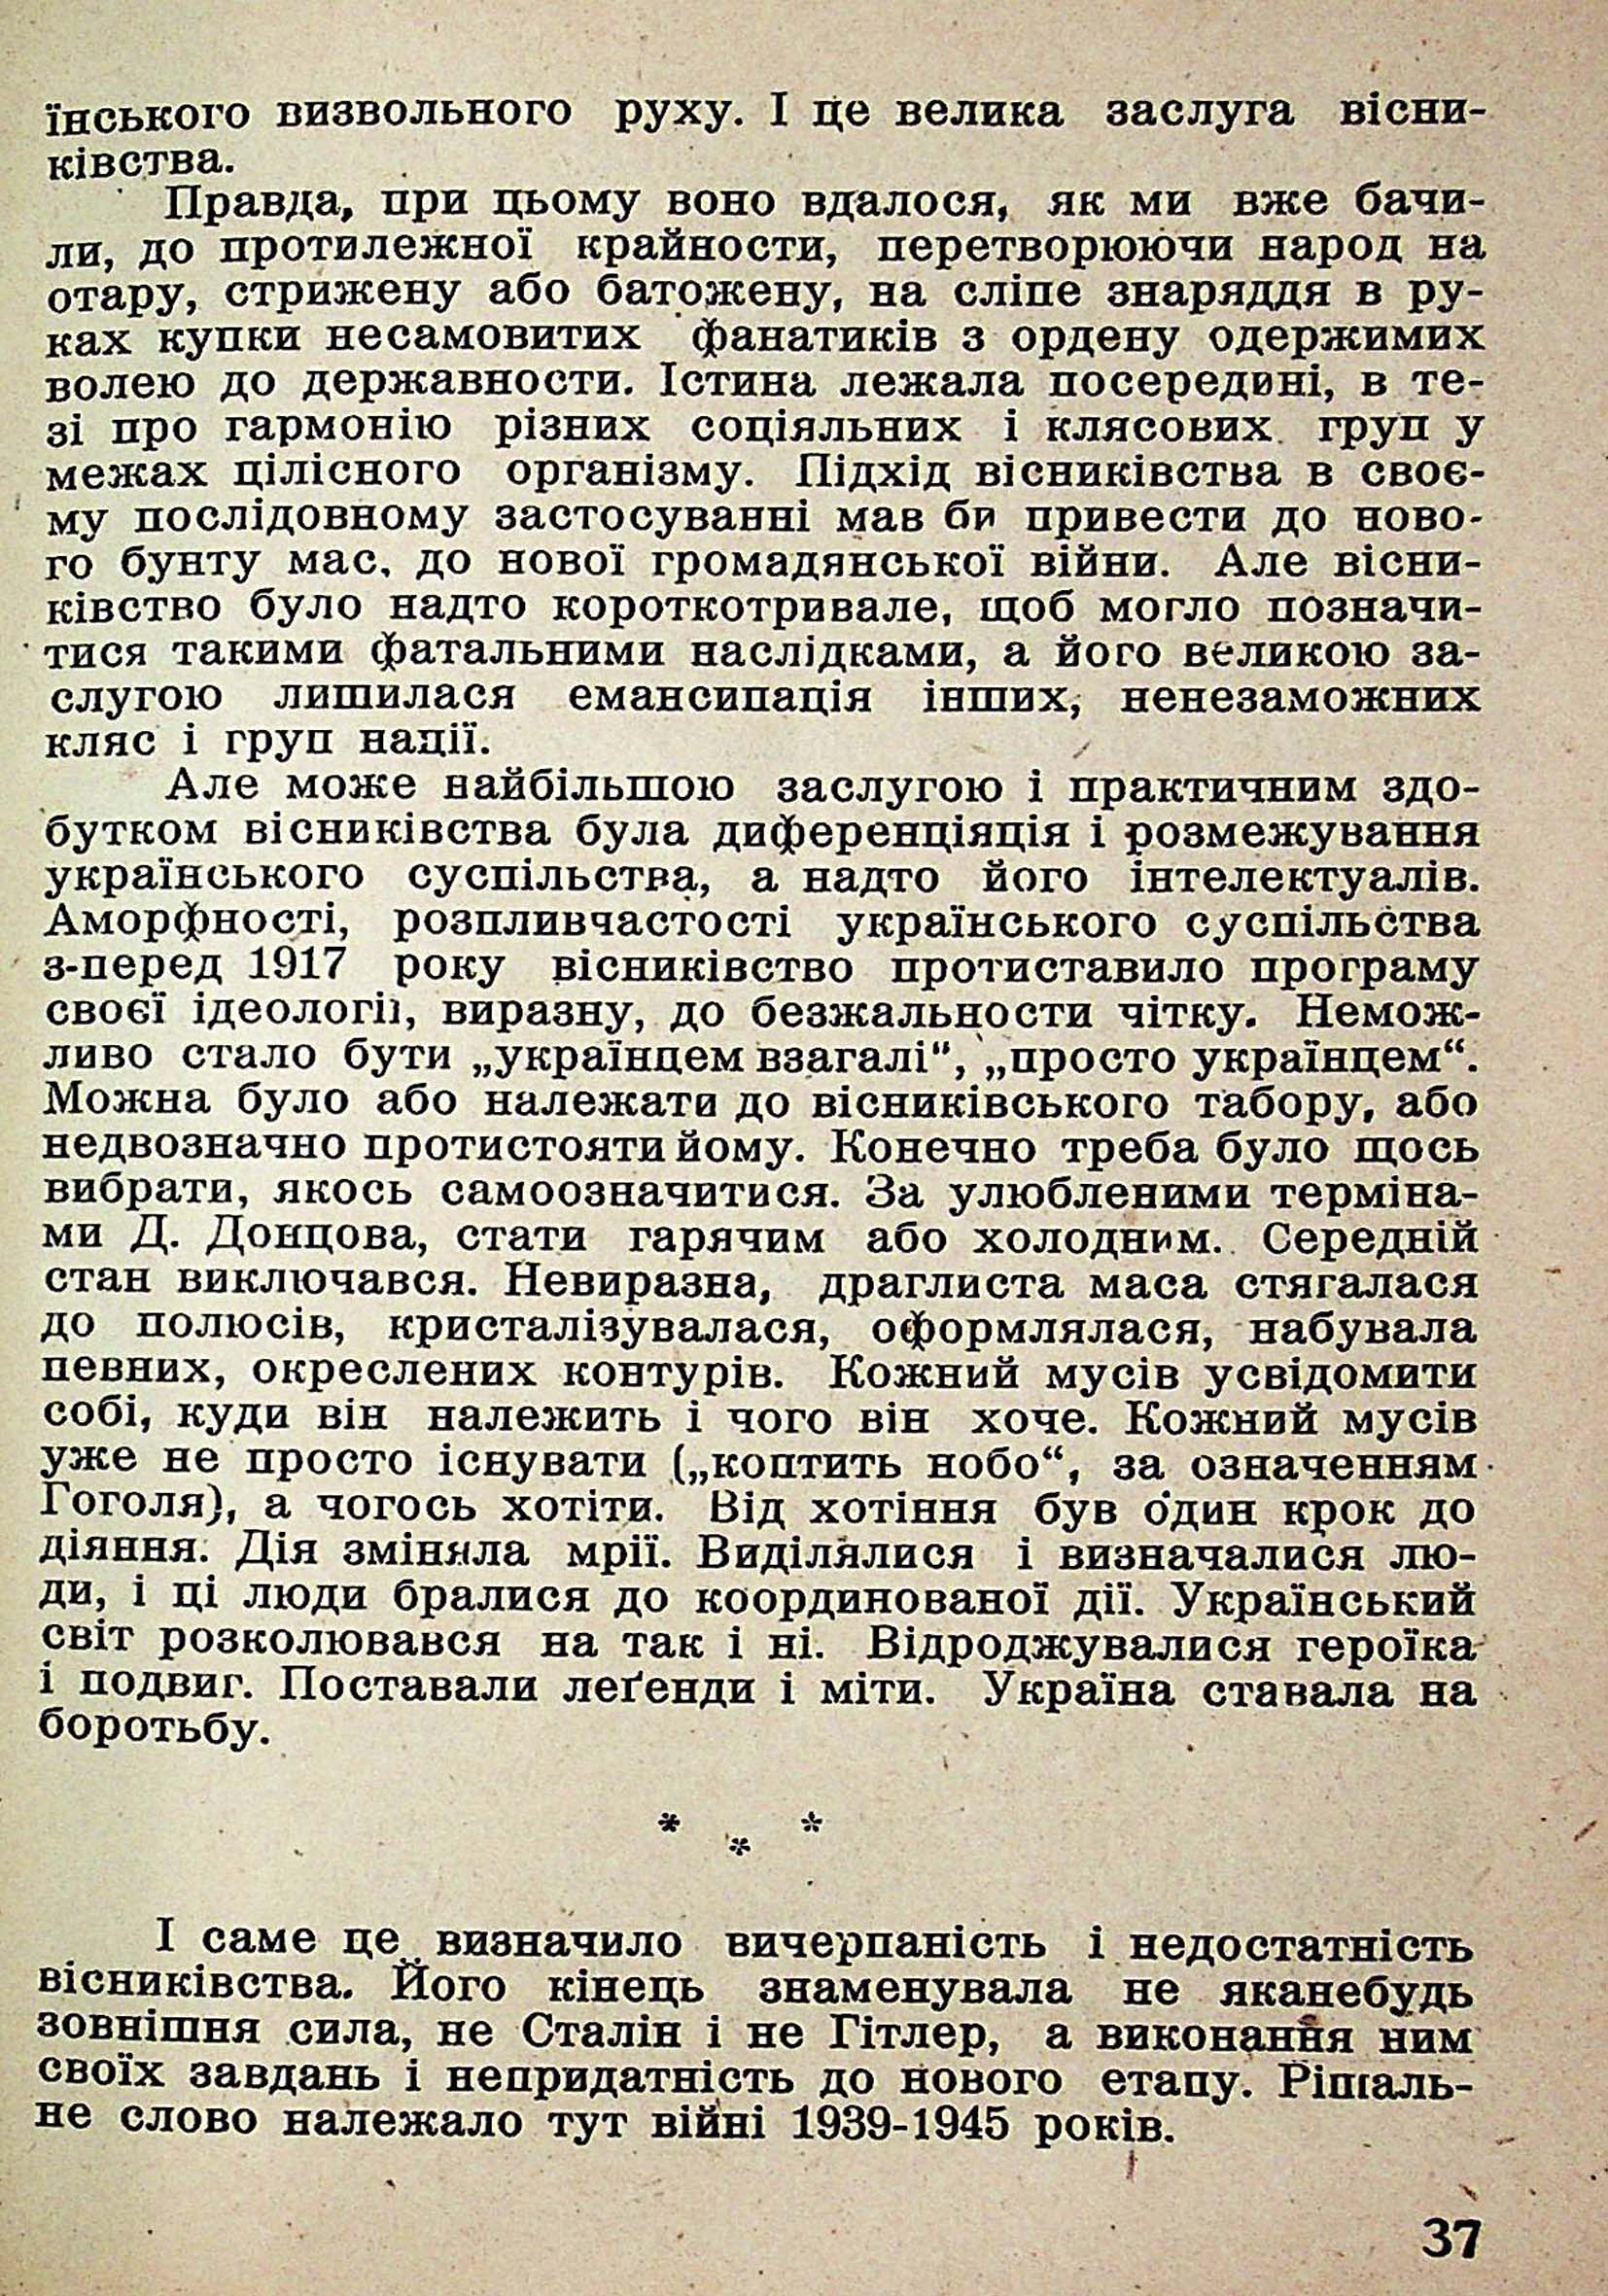 їнського визвольного руху. І це велика заслуга вісни-
ківства.
Правда, при цьому воно вдалося, як ми вже бачи-
ли, до протилежної крайности, перетворюючи народ на
отару, стрижену або батожену, на сліпе знаряддя в ру-
ках купки несамовитих фанатиків з ордену одержимих
волею до державности. Істина лежала посередині, в те-
зі про гармонію різних соціяльних і клясових груп у
межах цілісного організму. Підхід вісниківства в своє-
му послідовному застосуванні мав би привести до ново-
го бунту мас, до нової громадянської війни. Але вісни-
ківство було надто короткотривале, щоб могло позначи-
тися такими фатальними наслідками, а його великою за-
слугою лишилася емансипація інших, ненезаможних
кляс і груп нації.
Але може найбільшою заслугою і практичним здо-
бутком вісниківства була диференціяція і розмежування
українського суспільства, а надто його інтелектуалів.
Аморфності, розпливчастості українського суспільства
з-перед 1917 року вісниківство протиставило програму
своєї ідеології, виразну, до безжальности чітку. Немож-
ливо стало бути „українцем взагалі“, „просто українцем“.
Можна було або належати до вісниківського табору, або
недвозначно протистояти йому. Конечно треба було щось
вибрати, якось самоозначитися. За улюбленими терміна-
ми Д. Донцова, стати гарячим або холодним. Середній
стан виключався. Невиразна, драглиста маса стягалася
до полюсів, кристалізувалася, оформлялася, набувала
певних, окреслених контурів. Кожний мусів усвідомити
собі, куди він належить і чого він хоче. Кожний мусів
уже не просто існувати („коптить нобо“, за означенням
Гоголя), а чогось хотіти. Від хотіння був один крок до
діяння. Дія зміняла мрії. Виділялися і визначалися лю-
ди, і ці люди бралися до координованої дії. Український
світ розколювався на так і ні. Відроджувалися героїка
і подвиг. Поставали леґенди і міти. Україна ставала на
боротьбу.
* * *
І саме це визначило вичерпаність і недостатність
вісниківства. Його кінець знаменувала не яканебудь
зовнішня сила, не Сталін і не Гітлер, а виконання ним
своїх завдань і непридатність до нового етапу. Рішаль-
не слово належало тут війні 1939-1945 років.
37